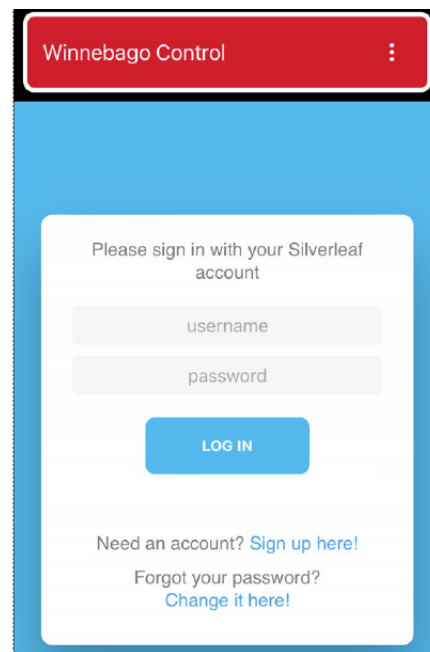 Winnebago Control
Please sign in with your Silverleaf
account
username
password
LOG IN
Need an account? Sign up here!
Forgot your password?
Change it here!